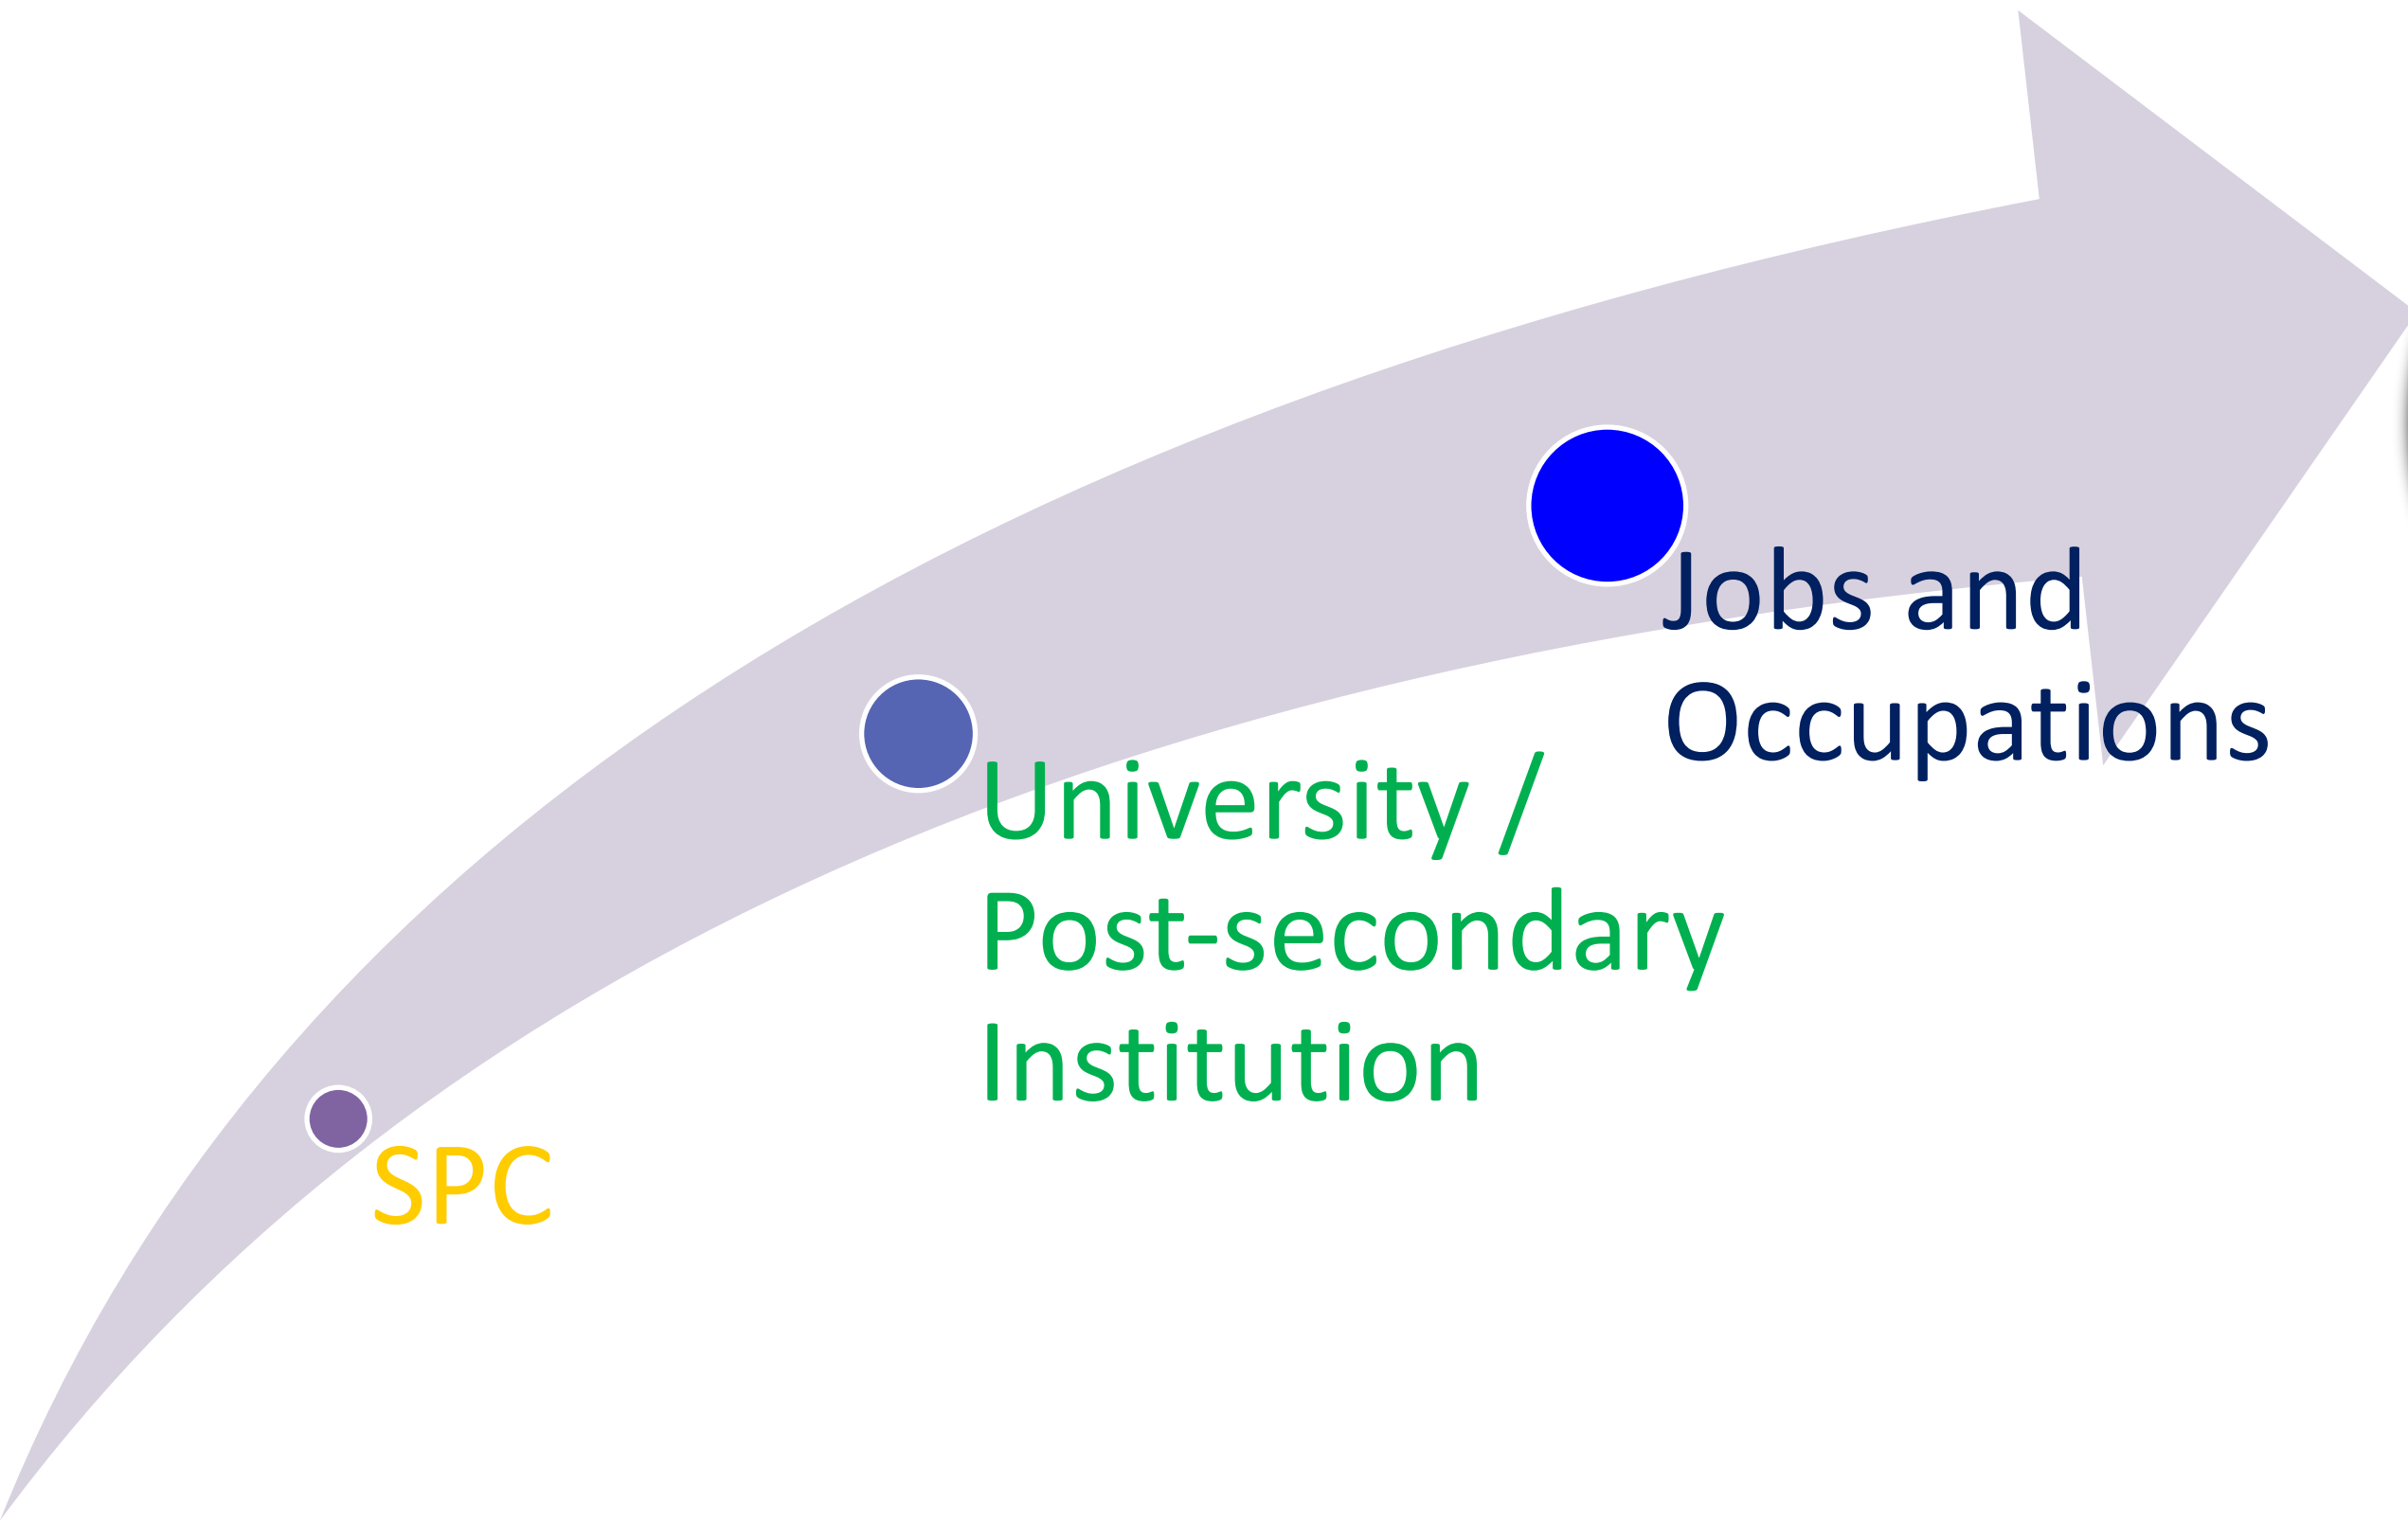 Jobs and
Occupations
University /
Post-secondary
Institution
SPC